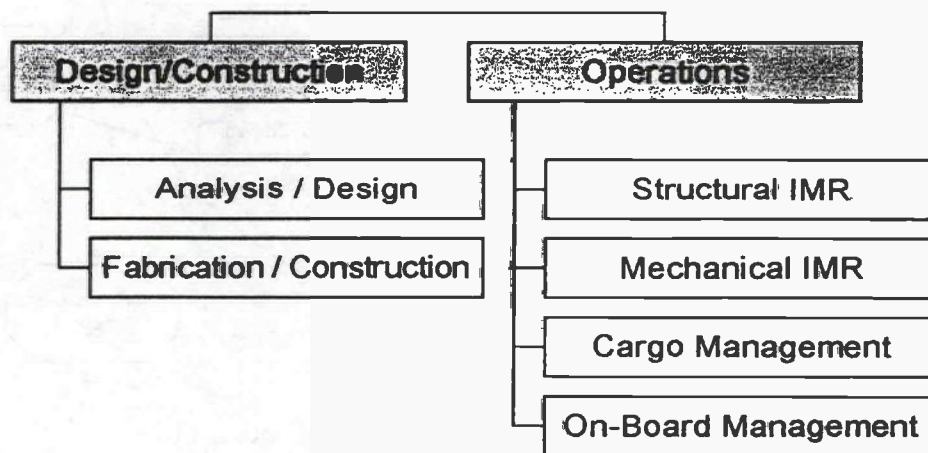 Design/Construction
Operations
Analysis / Design
Fabrication / Construction
Structural IMR
Mechanical IMR
Cargo Management
On-Board Management